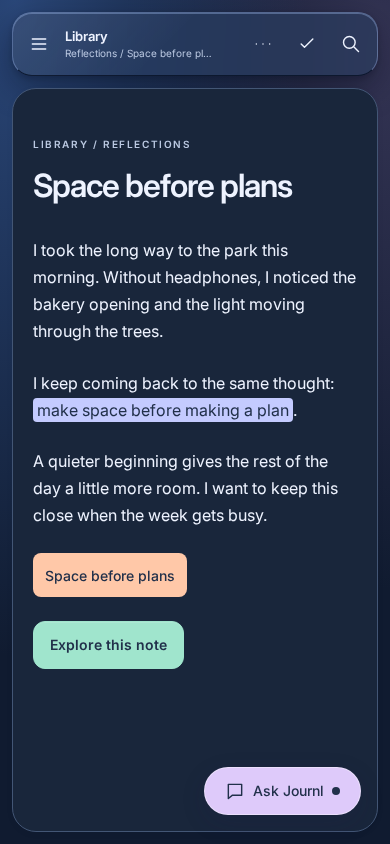 Library
Reflections / Space before pl...
...
LIBRARY / REFLECTIONS
Space before plans
I took the long way to the park this
morning. Without headphones, I noticed the
bakery opening and the light moving
through the trees.
I keep coming back to the same thought:
make space before making a plan.
A quieter beginning gives the rest of the
day a little more room. I want to keep this
close when the week gets busy.
Space before plans
Explore this note
Ask Journl